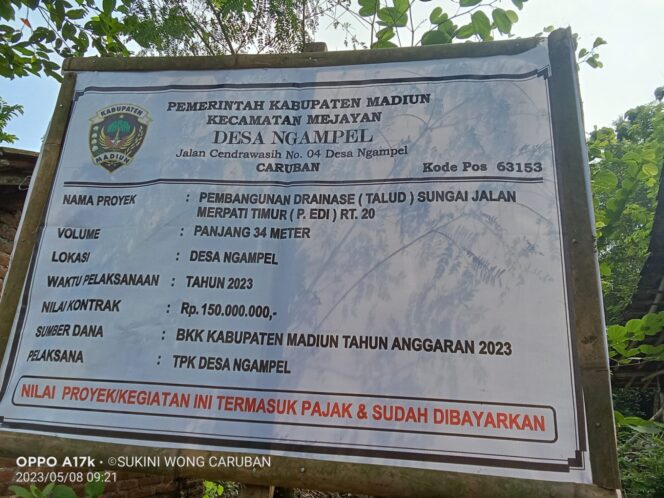 KABUPATEN
MADIUN
PEMERINTAH KABUPATEN MADIUN
KECAMATAN MEJAYAN
DESA NGAMPEL
Jalan Cendrawasih No. 04 Desa Ngampel
CARUBAN Kode Pos 63153
NAMA PROYEK : PEMBANGUNAN DRAINASE ( TALUD ) SUNGAI JALAN
MERPATI TIMUR ( P. EDI ) RT. 20
VOLUME : PANJANG 34 METER
LOKASI : DESA NGAMPEL
WAKTU PELAKSANAAN : TAHUN 2023
NILAI KONTRAK : Rp. 150.000.000,-
SUMBER DANA : BKK KABUPATEN MADIUN TAHUN ANGGARAN 2023
PELAKSANA : TPK DESA NGAMPEL
NILAI PROYEK/KEGIATAN INI TERMASUK PAJAK & SUDAH DIBAYARKAN
OPPO A17k · ©SUKINI WONG CARUBAN
2023/05/08 09:21